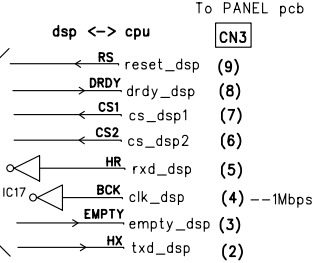 To PANEL pcb
dsp <-> cpu CN3
RS reset_dsp (9)
DRDY drdy_dsp (8)
CS1 cs_dsp1 (7)
CS2 cs_dsp2 (6)
HR rxd_dsp (5)
IC17 BCK clk_dsp (4) --1Mbps
EMPTY empty_dsp (3)
HX txd_dsp (2)